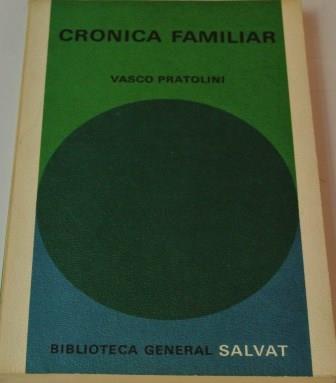 CRONICA FAMILIAR
VASCO PRATOLINI
BIBLIOTECA GENERAL SALVAT